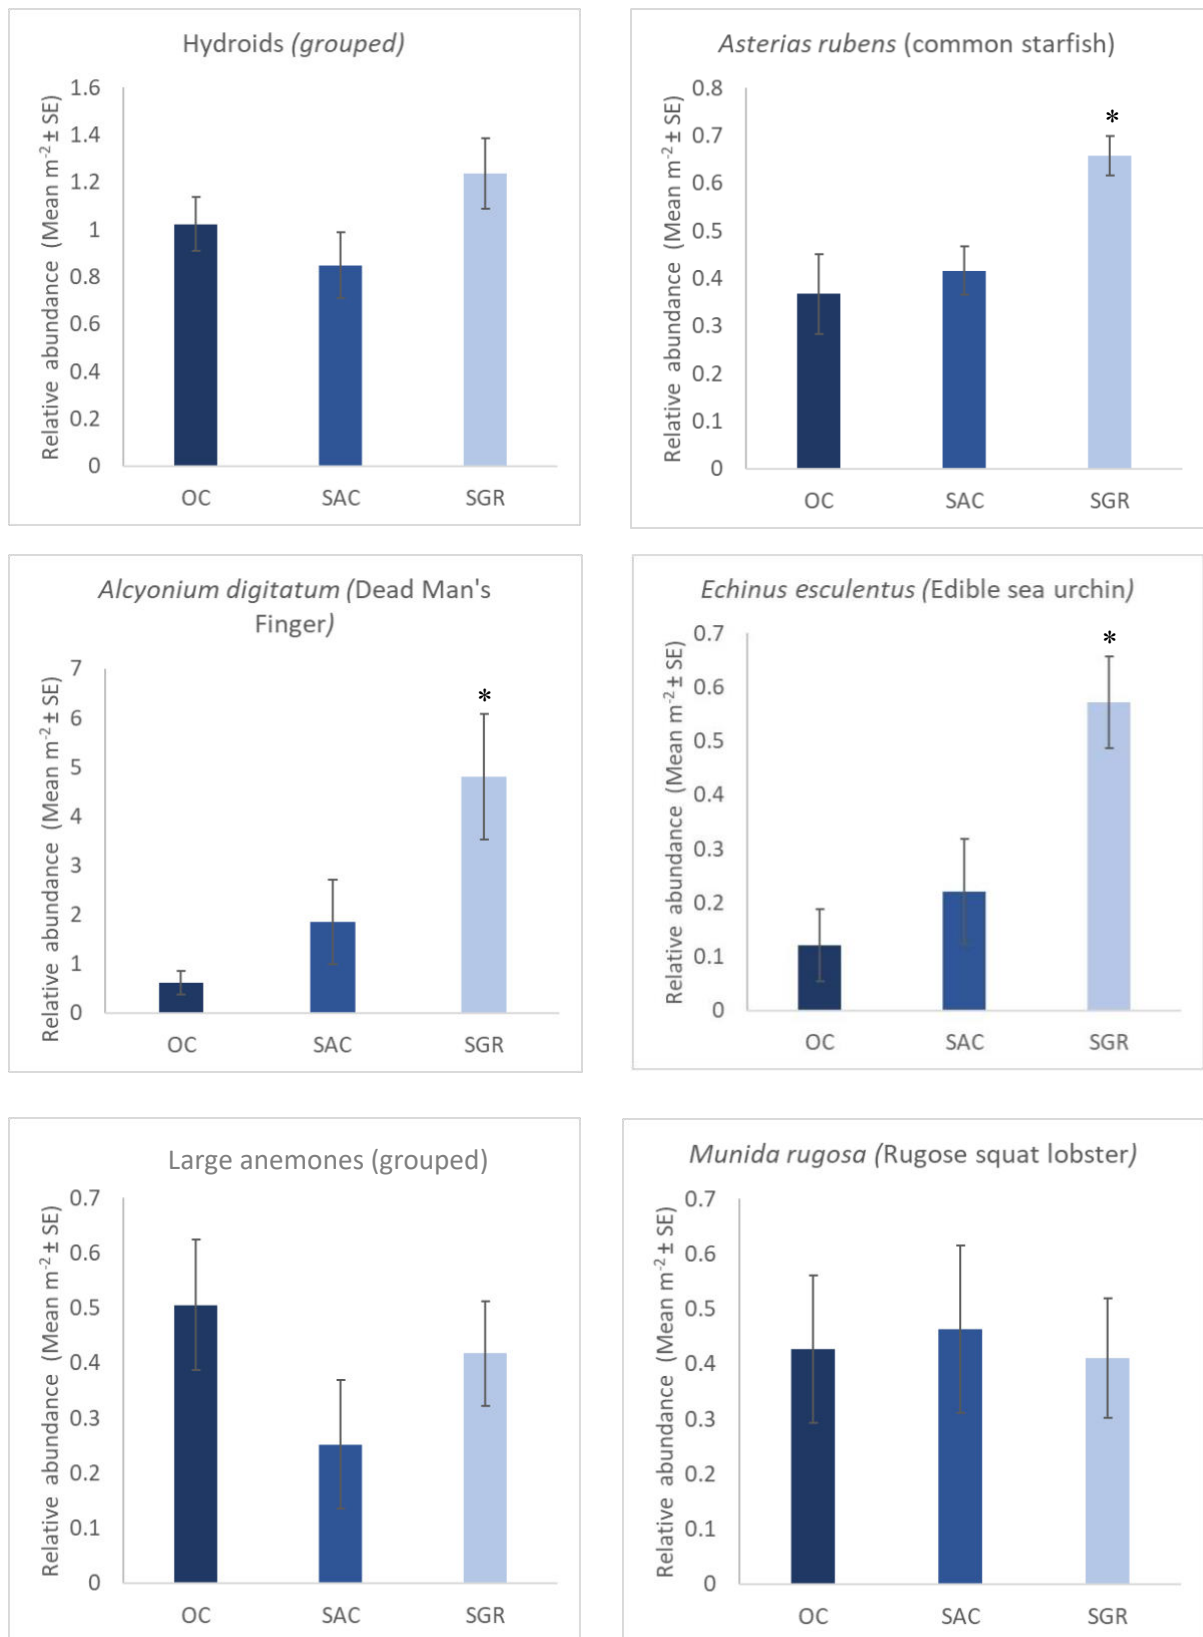 Hydroids (grouped)
Relative abundance (Mean m⁻² ± SE)
1.6
1.4
1.2
1
0.8
0.6
0.4
0.2
0
OC SAC SGR
Asterias rubens (common starfish)
Relative abundance (Mean m⁻² ± SE)
0.8
0.7
0.6
0.5
0.4
0.3
0.2
0.1
0
*
OC SAC SGR
Alcyonium digitatum (Dead Man's
Finger)
Relative abundance (Mean m⁻² ± SE)
7
6
5
4
3
2
1
0
*
OC SAC SGR
Echinus esculentus (Edible sea urchin)
Relative abundance (Mean m⁻² ± SE)
0.7
0.6
0.5
0.4
0.3
0.2
0.1
0
*
OC SAC SGR
Large anemones (grouped)
Relative abundance (Mean m⁻² ± SE)
0.7
0.6
0.5
0.4
0.3
0.2
0.1
0
OC SAC SGR
Munida rugosa (Rugose squat lobster)
Relative abundance (Mean m⁻² ± SE)
0.7
0.6
0.5
0.4
0.3
0.2
0.1
0
OC SAC SGR